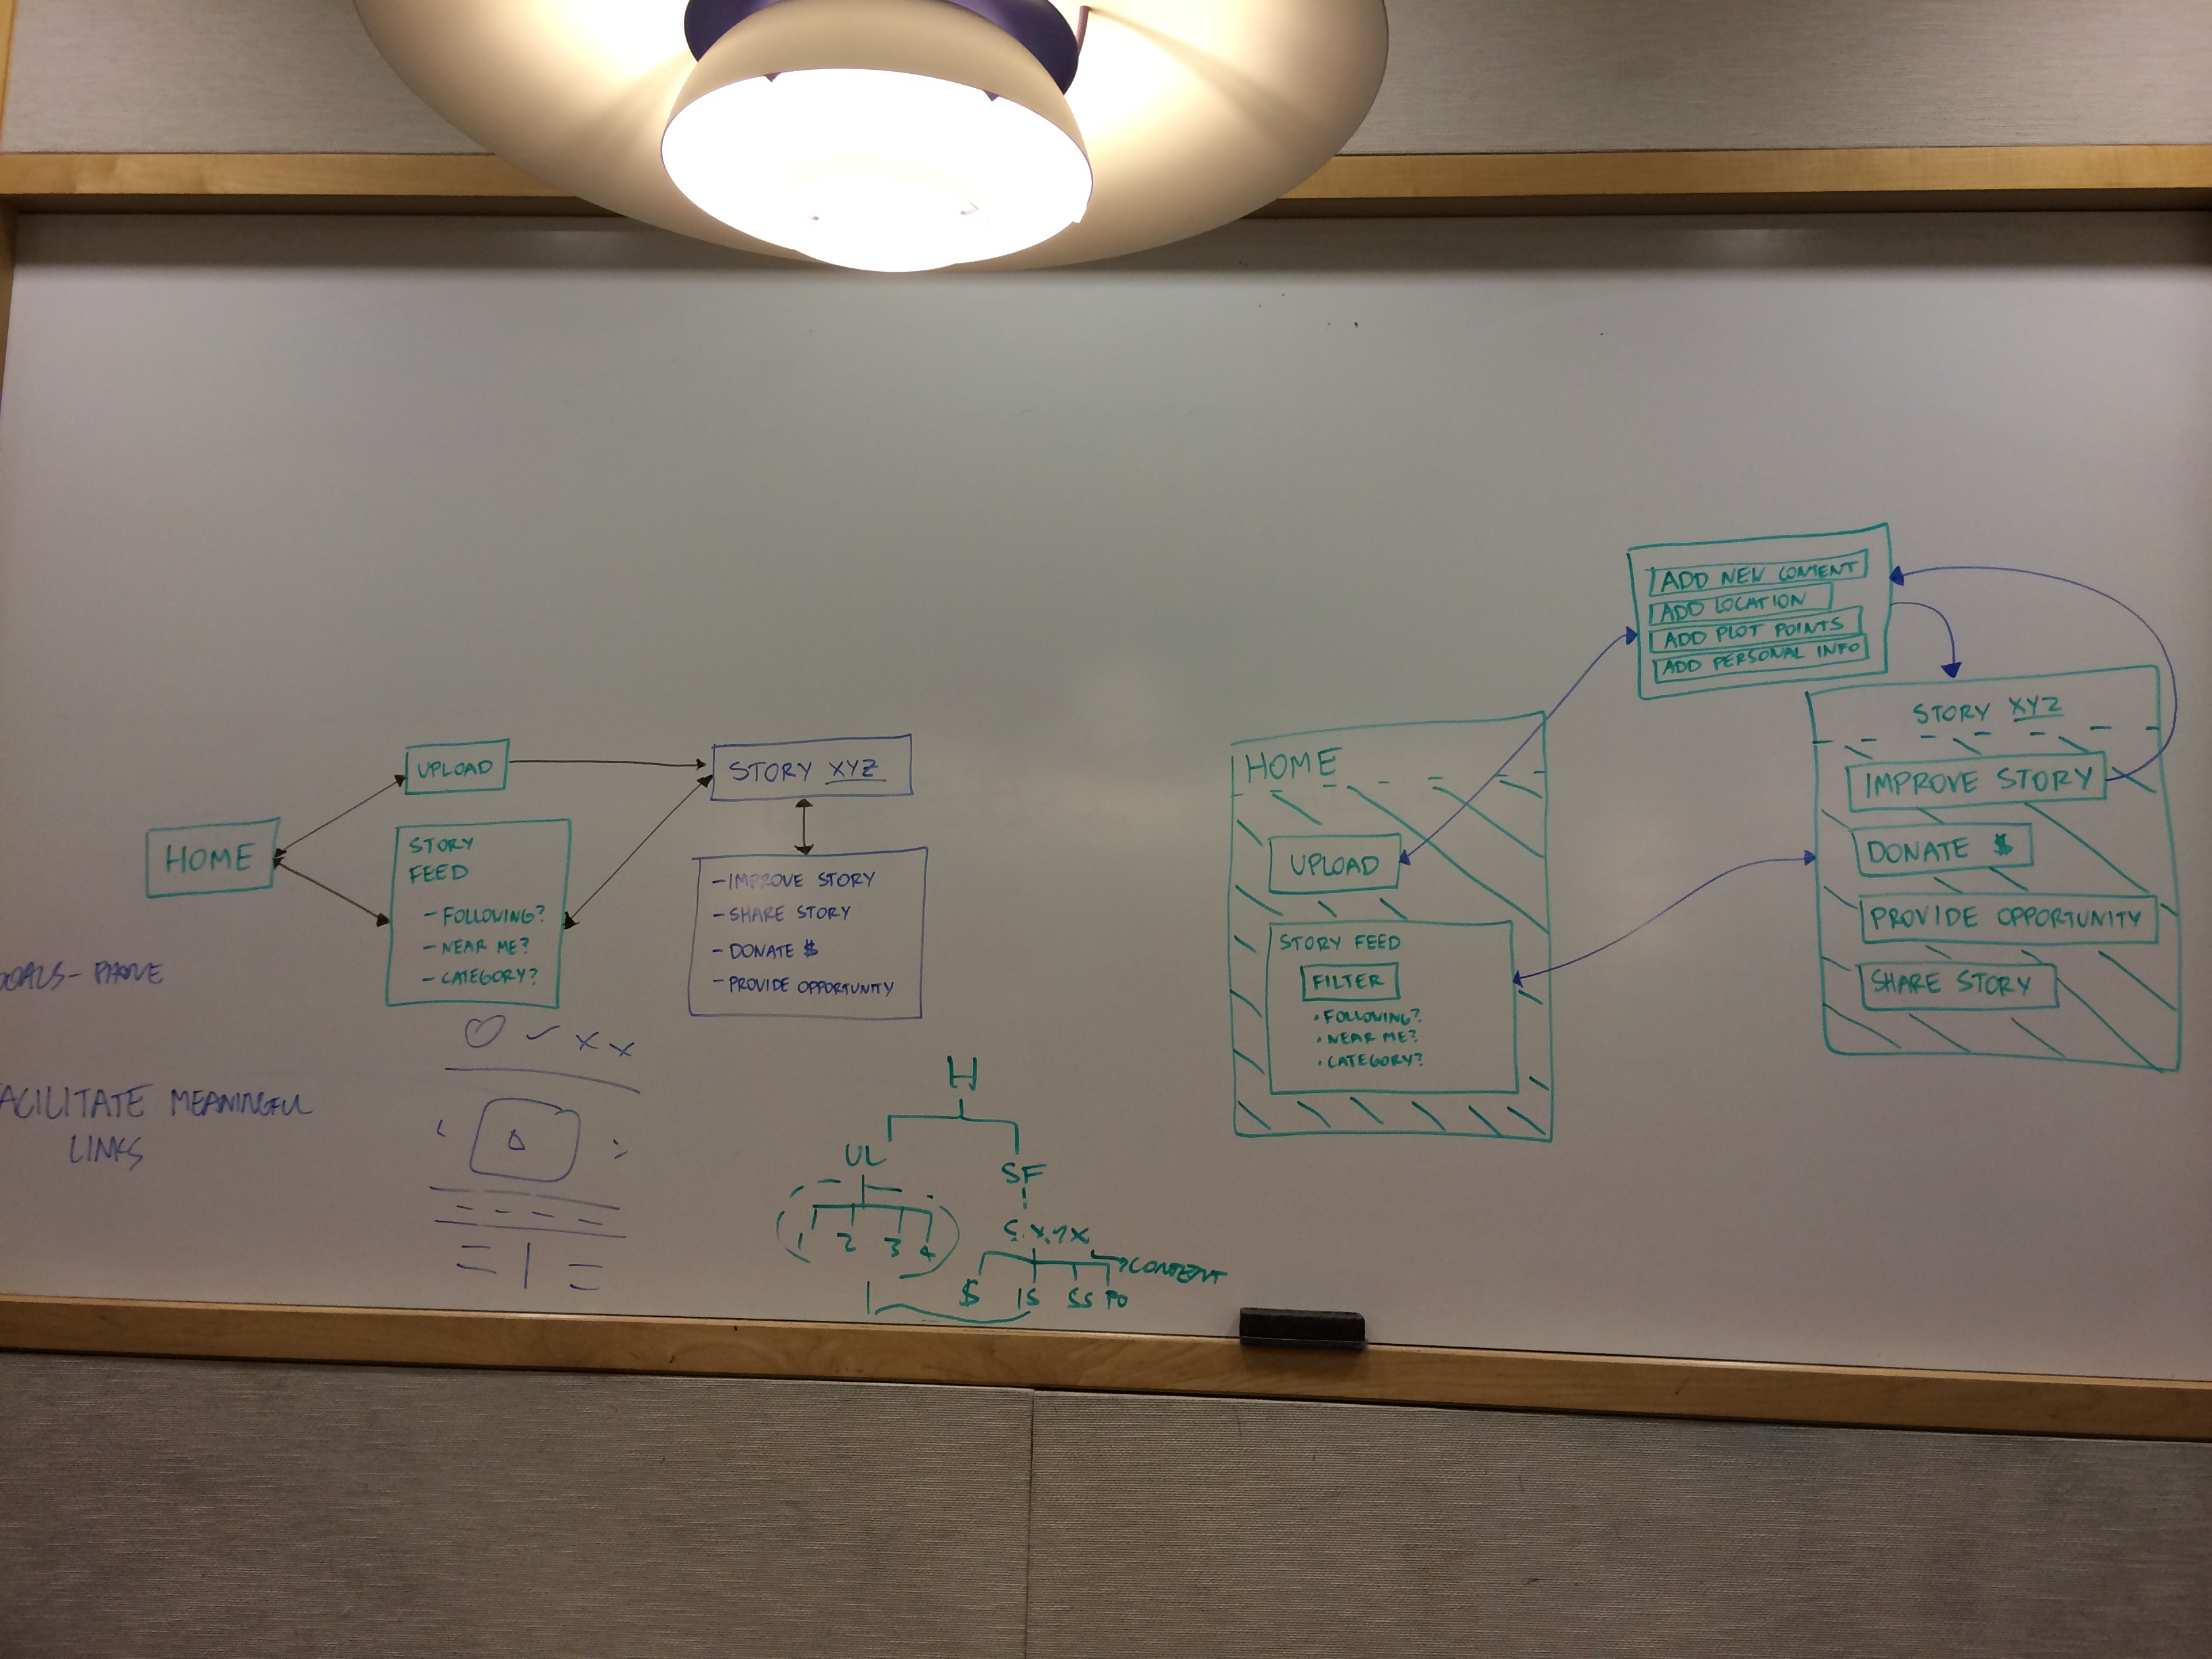 HOME
UPLOAD
STORY
FEED
- FOLLOWING?
- NEAR ME?
- CATEGORY?
STORY XYZ
- IMPROVE STORY
- SHARE STORY
- DONATE $
- PROVIDE OPPORTUNITY
ACILITATE MEANINGFUL
LINKS
H
UL
SF
1 2 3 4
CONTENT
$ IS SS PO
HOME
UPLOAD
STORY FEED
FILTER
• FOLLOWING?
• NEAR ME?
• CATEGORY?
ADD NEW CONTENT
ADD LOCATION
ADD PLOT POINTS
ADD PERSONAL INFO
STORY XYZ
IMPROVE STORY
DONATE $
PROVIDE OPPORTUNITY
SHARE STORY